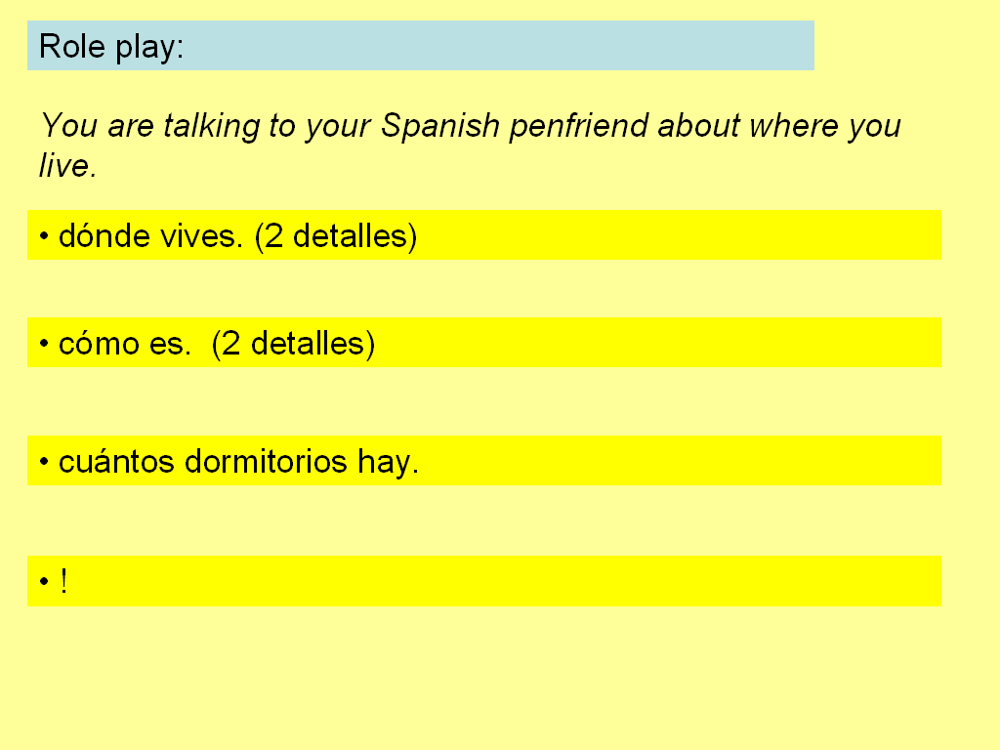 Role play:
You are talking to your Spanish penfriend about where you
live.
• dónde vives. (2 detalles)
• cómo es.  (2 detalles)
• cuántos dormitorios hay.
• !